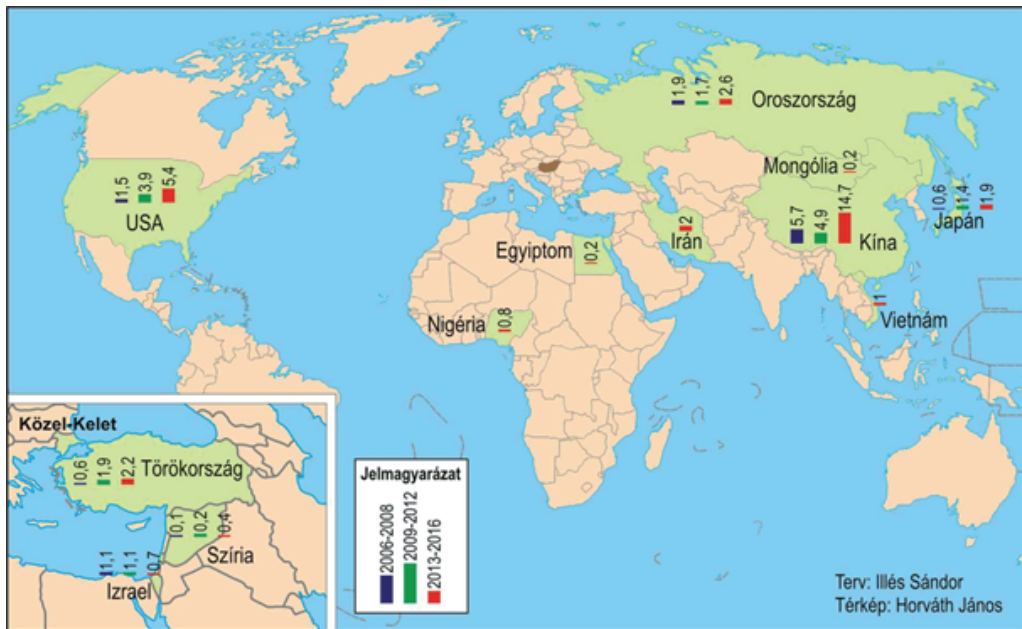 1,9
1,7
2,6
Oroszország
Mongólia
0,2
1,5
3,9
5,4
USA
5,7
4,9
14,7
Kína
0,6
1,4
1,9
Japán
Egyiptom
0,2
2
Irán
Nigéria
0,8
1
Vietnám
Közel-Kelet
0,6
1,9
2,2
Törökország
0,1
0,2
0,4
Szíria
1,1
1,1
0,7
Izrael
Jelmagyarázat
2006-2008
2009-2012
2013-2016
Terv: Illés Sándor
Térkép: Horváth János